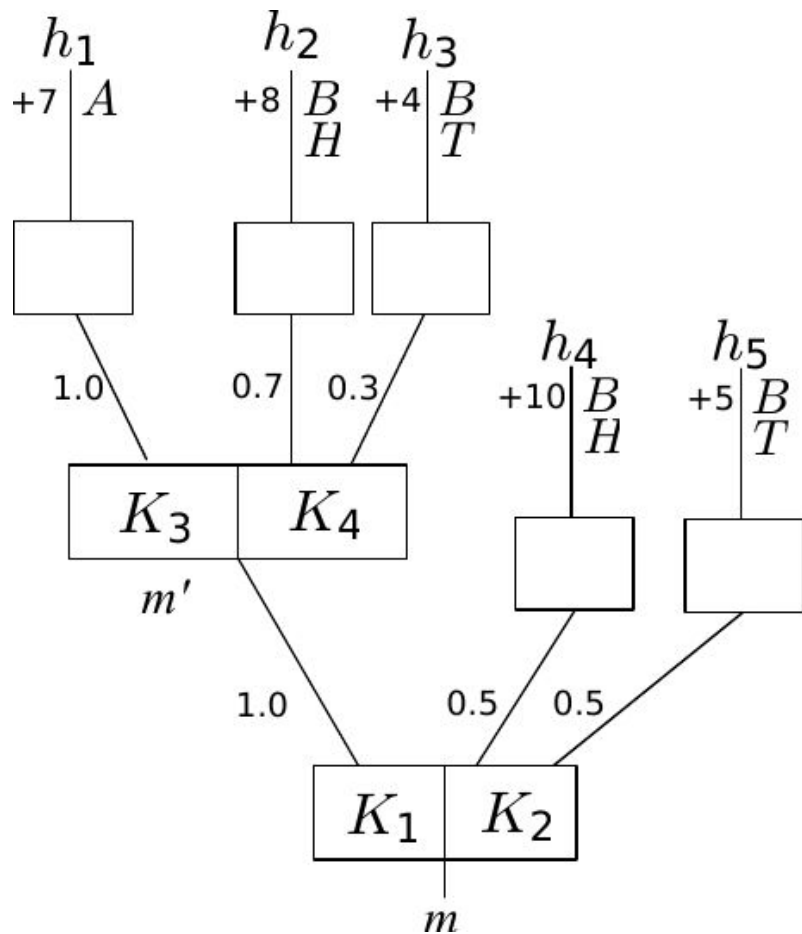 h₁ h₂ h₃
+7 A +8 B +4 B
H T
1.0 0.7 0.3
h₄ h₅
+10 B +5 B
H T
K₃ K₄
m′
1.0 0.5 0.5
K₁ K₂
m